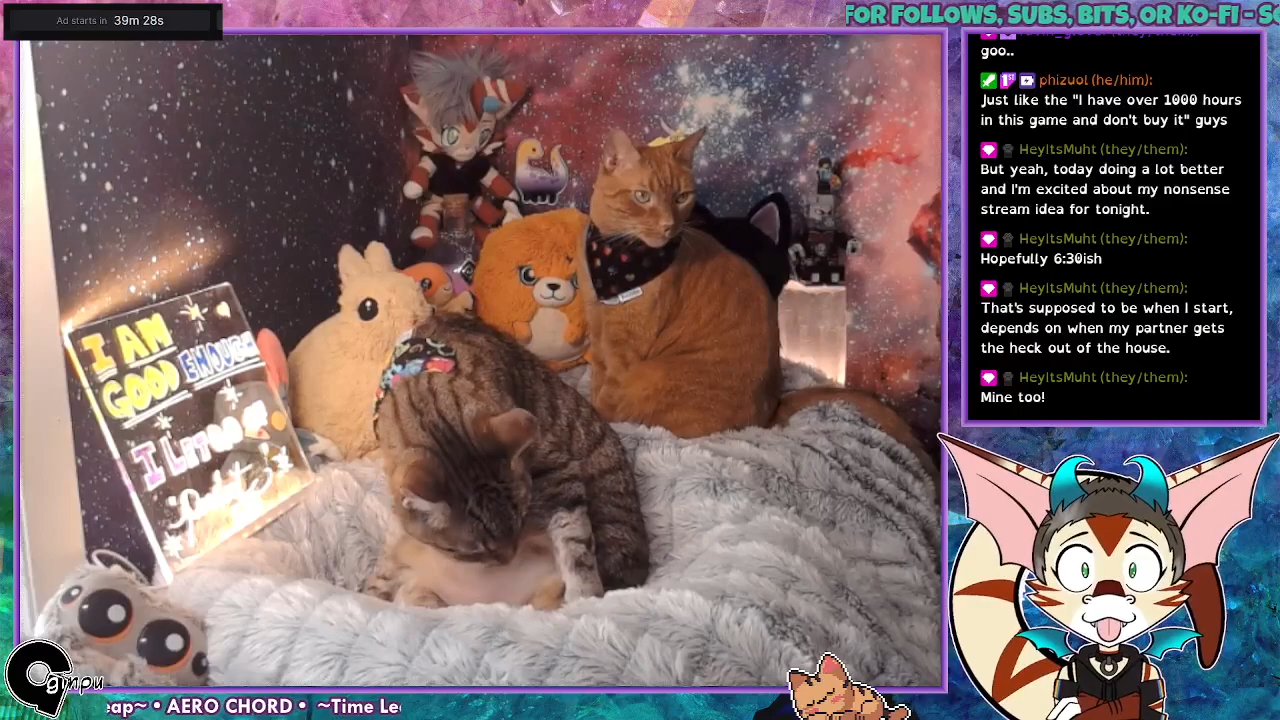 Ad starts in 39m 28s
FOR FOLLOWS, SUBS, BITS, OR KO-FI - S
goo..
phizuol (he/him):
Just like the "I have over 1000 hours
in this game and don't buy it" guys
HeyItsMuht (they/them):
But yeah, today doing a lot better
and I'm excited about my nonsense
stream idea for tonight.
HeyItsMuht (they/them):
Hopefully 6:30ish
HeyItsMuht (they/them):
That's supposed to be when I start,
depends on when my partner gets
the heck out of the house.
HeyItsMuht (they/them):
Mine too!
I AM
GOOD ENOUGH
ginpu
eap~ • AERO CHORD • ~Time Le